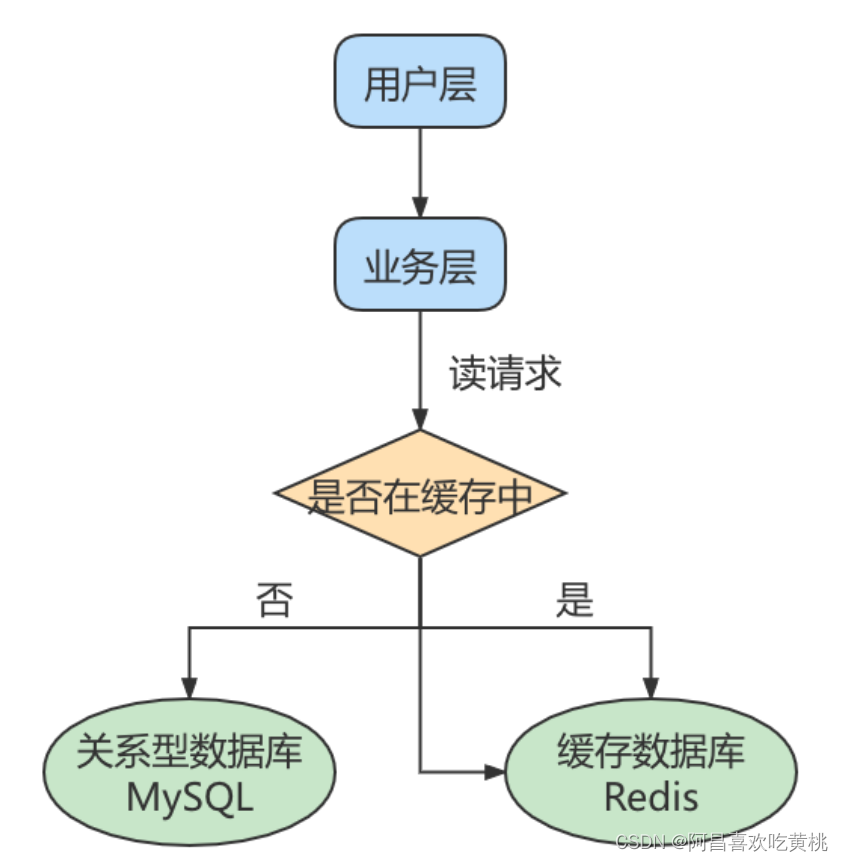 用户层
业务层
读请求
是否在缓存中
否
是
关系型数据库
MySQL
缓存数据库
Redis
CSDN @阿昌喜欢吃黄桃